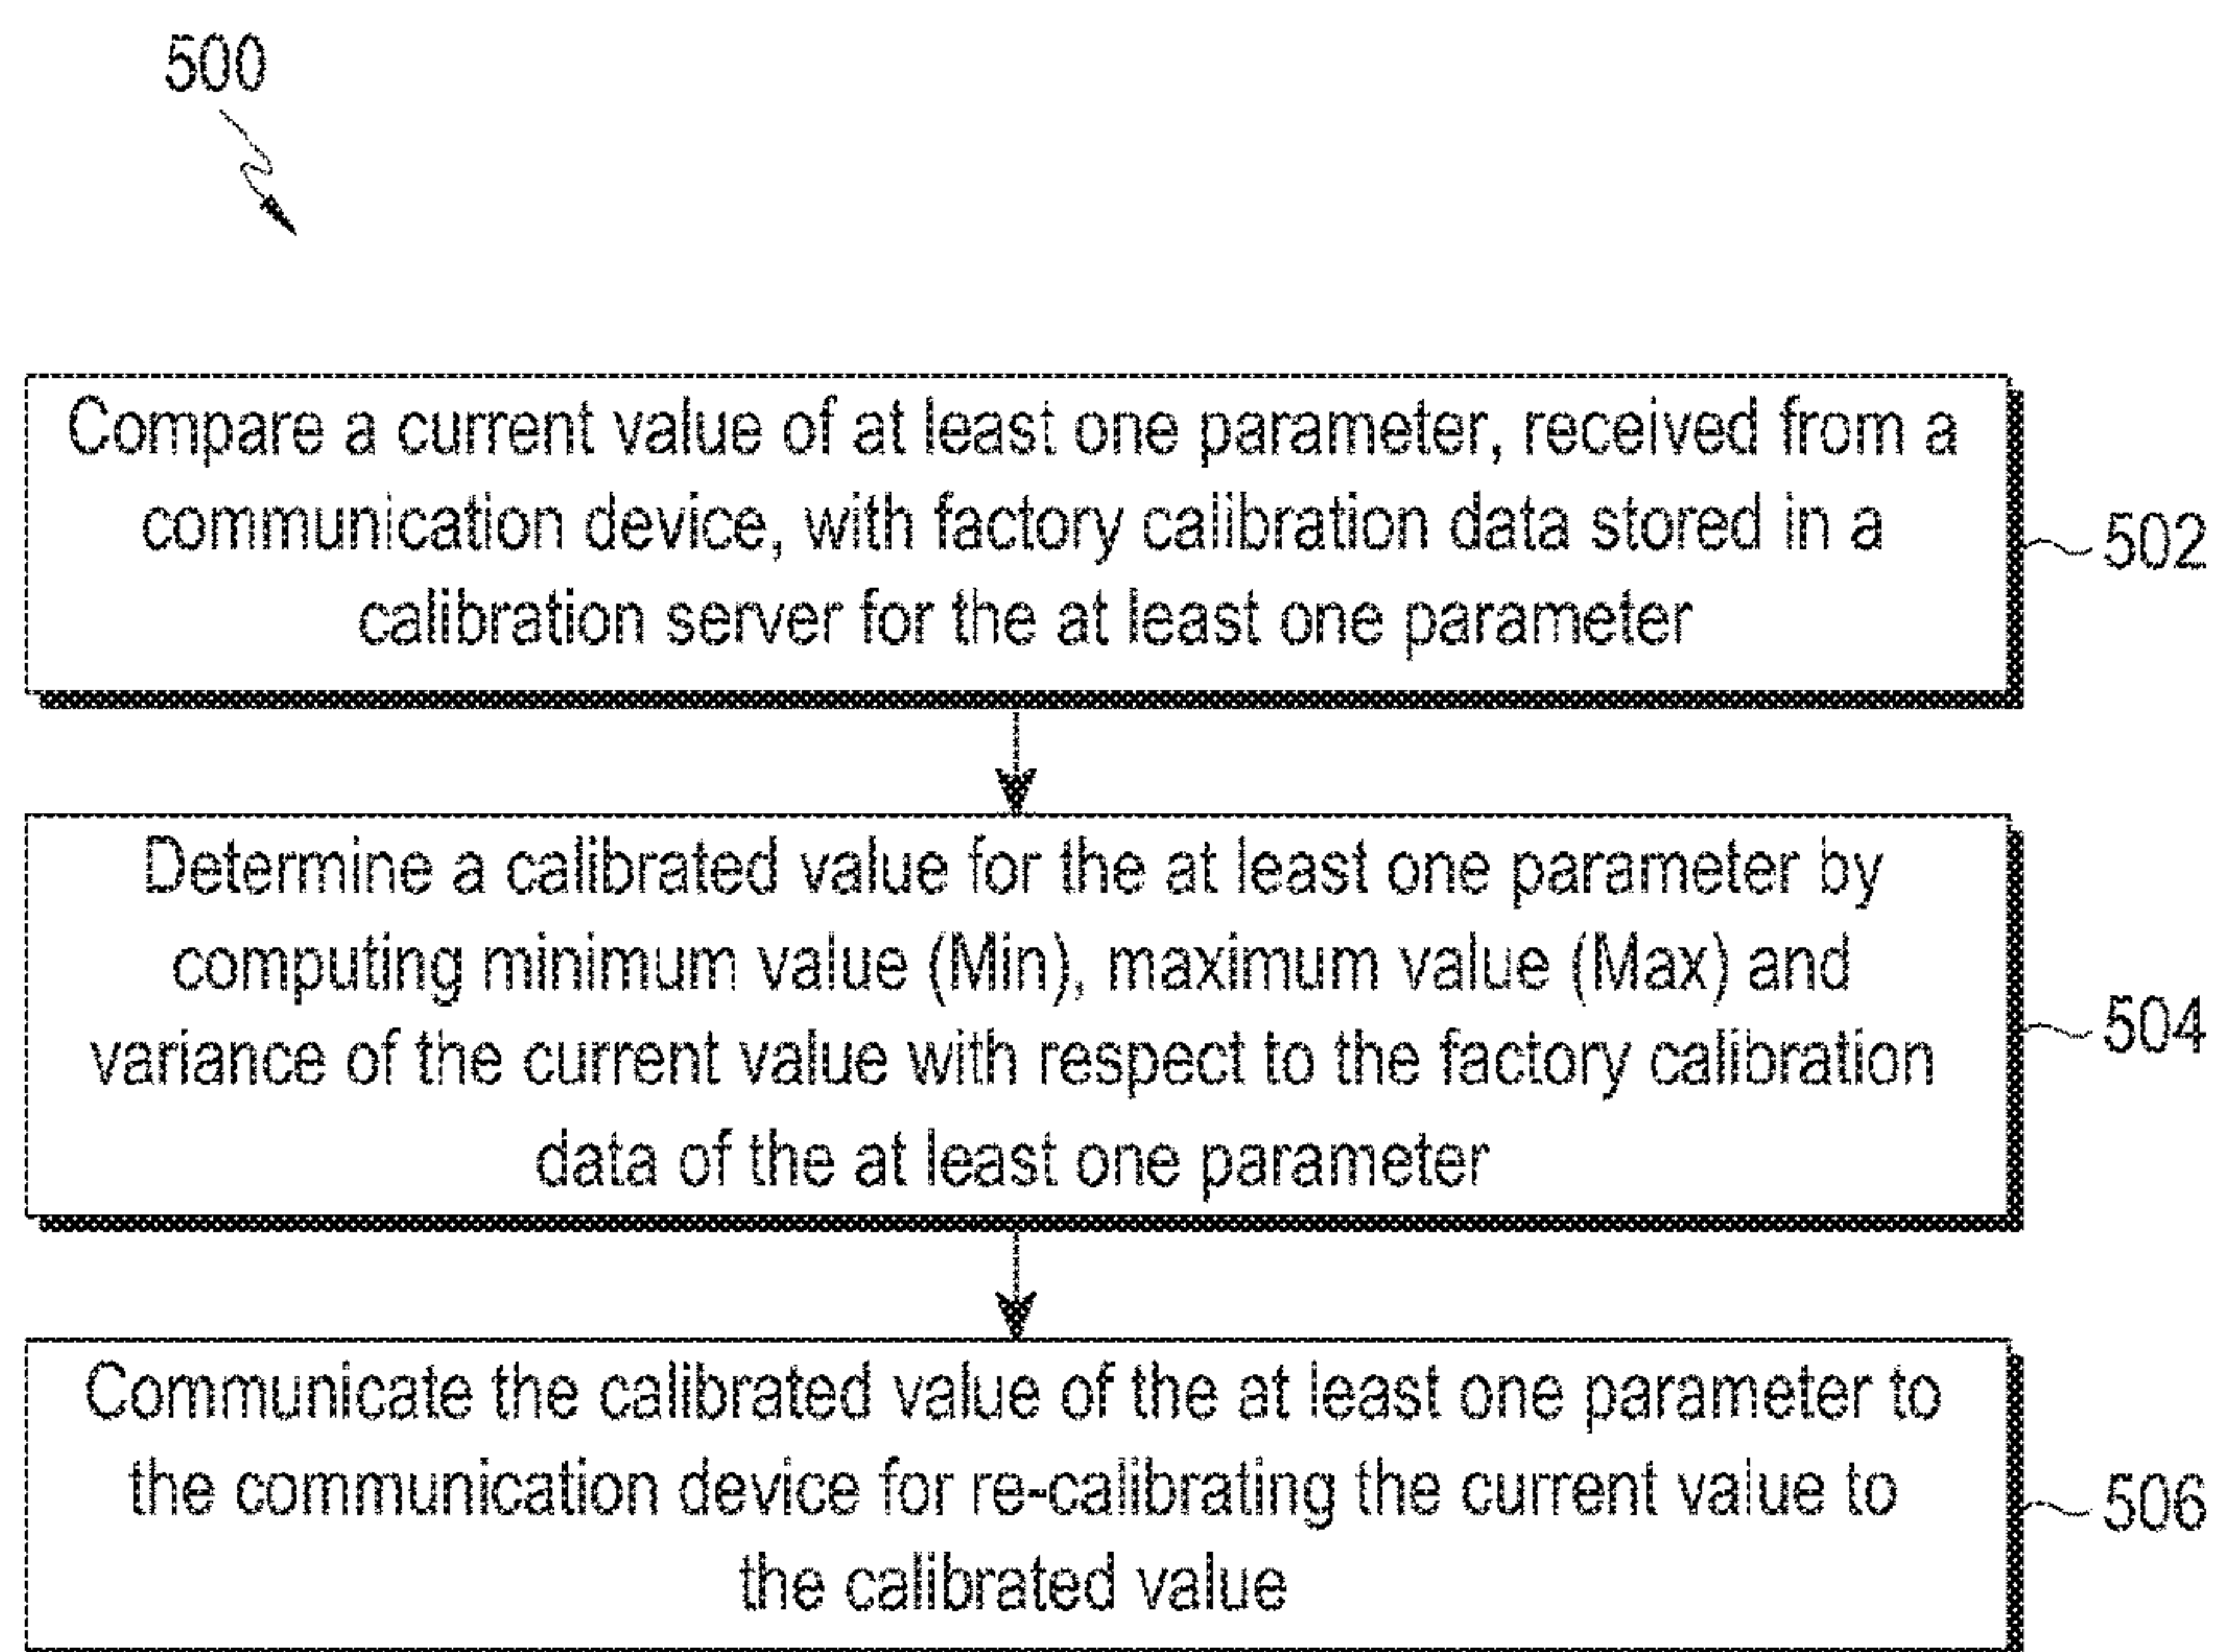 500
Compare a current value of at least one parameter, received from a
communication device, with factory calibration data stored in a
calibration server for the at least one parameter
502
Determine a calibrated value for the at least one parameter by
computing minimum value (Min), maximum value (Max) and
variance of the current value with respect to the factory calibration
data of the at least one parameter
504
Communicate the calibrated value of the at least one parameter to
the communication device for re-calibrating the current value to
the calibrated value
506